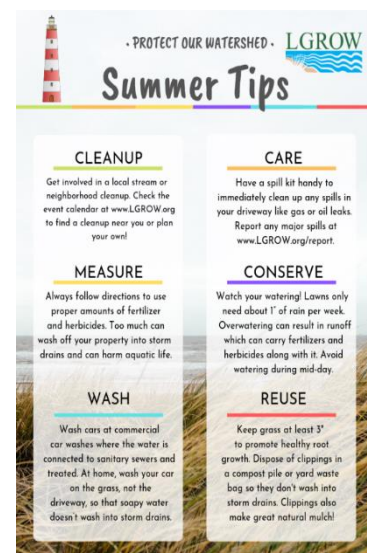 • PROTECT OUR WATERSHED •
LGROW
Summer Tips
CLEANUP
Get involved in a local stream or
neighborhood cleanup. Check the
event calendar at www.LGROW.org
to find a cleanup near you or plan
your own!
CARE
Have a spill kit handy to
immediately clean up any spills in
your driveway like gas or oil leaks.
Report any major spills at
www.LGROW.org/report.
MEASURE
Always follow directions to use
proper amounts of fertilizer
and herbicides. Too much can
wash off your property into storm
drains and can harm aquatic life.
CONSERVE
Watch your watering! Lawns only
need about 1" of rain per week.
Overwatering can result in runoff
which can carry fertilizers and
herbicides along with it. Avoid
watering during mid-day.
WASH
Wash cars at commercial
car washes where the water is
connected to sanitary sewers and
treated. At home, wash your car
on the grass, not the
driveway, so that soapy water
doesn't wash into storm drains.
REUSE
Keep grass at least 3"
to promote healthy root
growth. Dispose of clippings in
a compost pile or yard waste
bag so they don't wash into
storm drains. Clippings also
make great natural mulch!